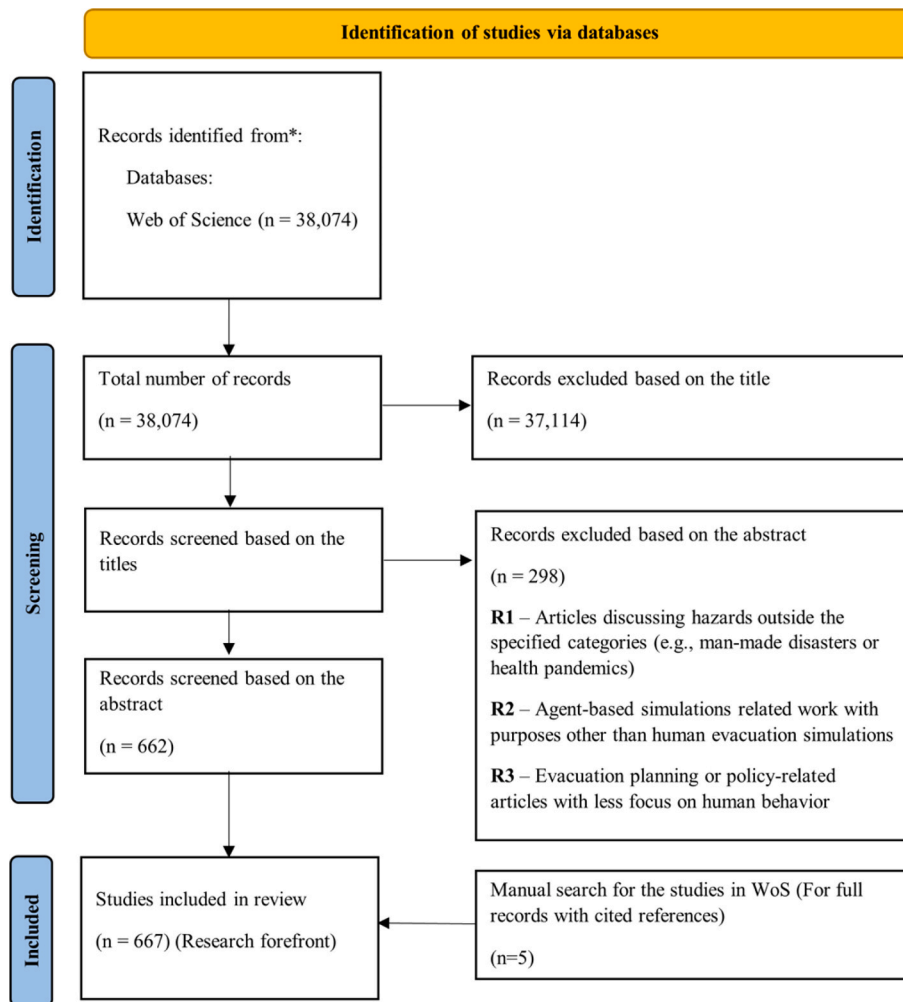 Identification of studies via databases
Identification
Records identified from*:
Databases:
Web of Science (n = 38,074)
Screening
Total number of records
(n = 38,074)
Records excluded based on the title
(n = 37,114)
Records screened based on the
titles
Records excluded based on the abstract
(n = 298)
R1 – Articles discussing hazards outside the
specified categories (e.g., man-made disasters or
health pandemics)
R2 – Agent-based simulations related work with
purposes other than human evacuation simulations
R3 – Evacuation planning or policy-related
articles with less focus on human behavior
Records screened based on the
abstract
(n = 662)
Included
Studies included in review
(n = 667) (Research forefront)
Manual search for the studies in WoS (For full
records with cited references)
(n=5)